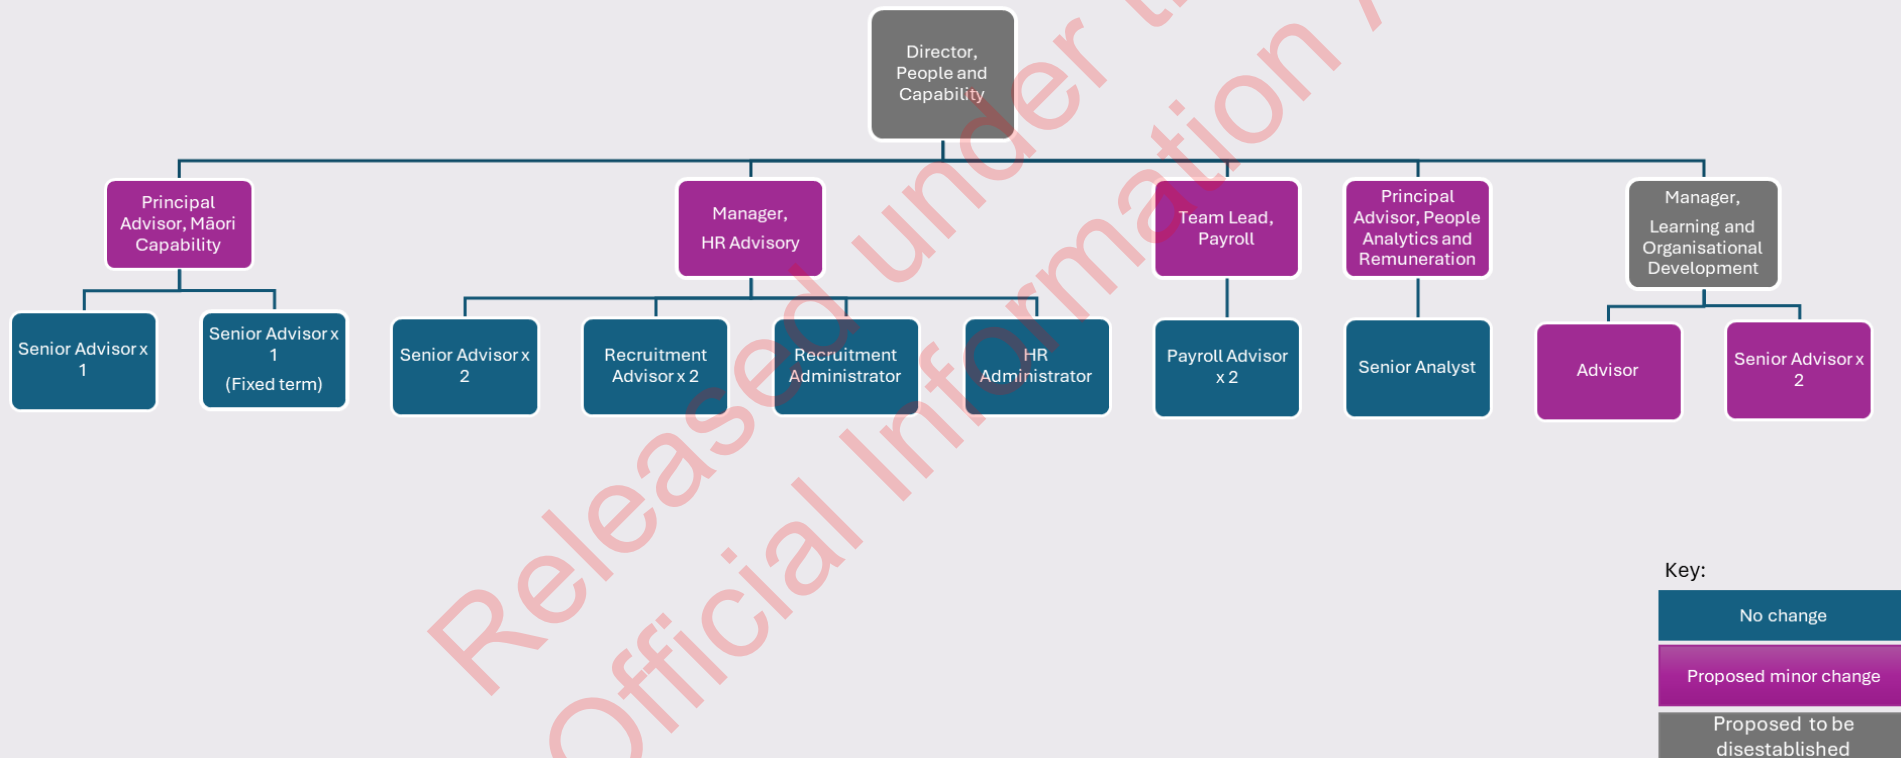 Director,
People and
Capability
Principal
Advisor, Māori
Capability
Manager,
HR Advisory
Team Lead,
Payroll
Principal
Advisor, People
Analytics and
Remuneration
Manager,
Learning and
Organisational
Development
Senior Advisor x
1
Senior Advisor x
1
(Fixed term)
Senior Advisor x
2
Recruitment
Advisor x 2
Recruitment
Administrator
HR
Administrator
Payroll Advisor
x 2
Senior Analyst
Advisor
Senior Advisor x
2
Key:
No change
Proposed minor change
Proposed to be
disestablished
Released under
Official Information